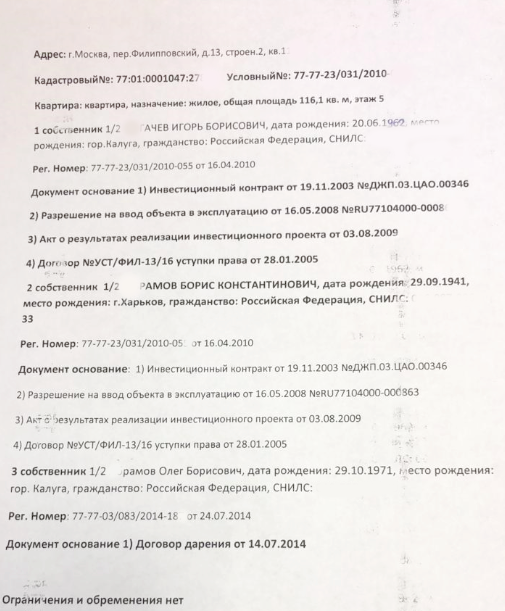 Адрес: г.Москва, пер.Филипповский, д.13, строен.2, кв.1
Кадастровый№: 77:01:0001047:2 Условный№: 77-77-23/031/2010-
Квартира: квартира, назначение: жилое, общая площадь 116,1 кв. м, этаж 5
1 собственник 1/2 ГАЧЕВ ИГОРЬ БОРИСОВИЧ, дата рождения: 20.06.1962, место
рождения: гор.Калуга, гражданство: Российская Федерация, СНИЛС:
Рег. Номер: 77-77-23/031/2010-055 от 16.04.2010
Документ основание 1) Инвестиционный контракт от 19.11.2003 №ДЖП.03.ЦАО.00346
2) Разрешение на ввод объекта в эксплуатацию от 16.05.2008 №RU77104000-0008
3) Акт о результатах реализации инвестиционного проекта от 03.08.2009
4) Договор №УСТ/ФИЛ-13/16 уступки права от 28.01.2005
2 собственник 1/2 РАМОВ БОРИС КОНСТАНТИНОВИЧ, дата рождения: 29.09.1941,
место рождения: г.Харьков, гражданство: Российская Федерация, СНИЛС:
33
Рег. Номер: 77-77-23/031/2010-05 от 16.04.2010
Документ основание: 1) Инвестиционный контракт от 19.11.2003 №ДЖП.03.ЦАО.00346
2) Разрешение на ввод объекта в эксплуатацию от 16.05.2008 №RU77104000-000863
3) Акт о результатах реализации инвестиционного проекта от 03.08.2009
4) Договор №УСТ/ФИЛ-13/16 уступки права от 28.01.2005
3 собственник 1/2 рамов Олег Борисович, дата рождения: 29.10.1971, место рождения:
гор. Калуга, гражданство: Российская Федерация, СНИЛС:
Рег. Номер: 77-77-03/083/2014-18 от 24.07.2014
Документ основание 1) Договор дарения от 14.07.2014
Ограничения и обременения нет